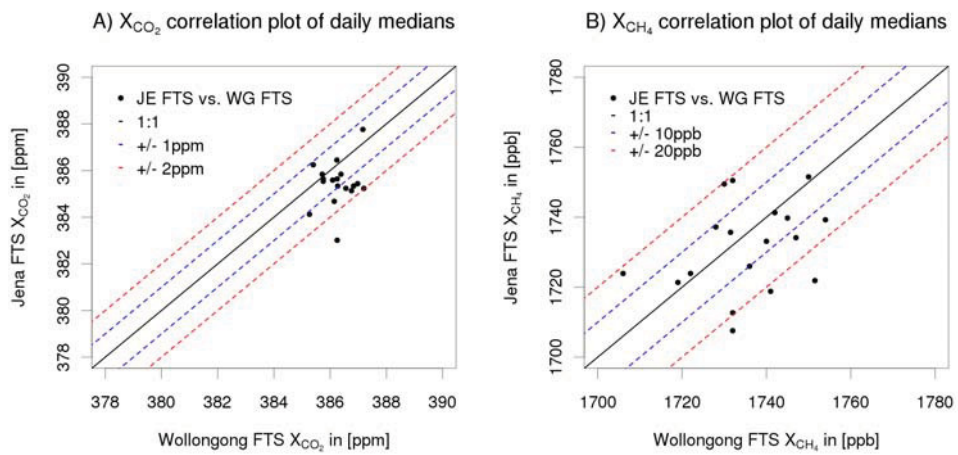 A) XCO2 correlation plot of daily medians
390
388
386
384
382
380
378
Jena FTS XCO2 in [ppm]
JE FTS vs. WG FTS
1:1
+/- 1ppm
+/- 2ppm
378 380 382 384 386 388 390
Wollongong FTS XCO2 in [ppm]
B) XCH4 correlation plot of daily medians
1780
1760
1740
1720
1700
Jena FTS XCH4 in [ppb]
JE FTS vs. WG FTS
1:1
+/- 10ppb
+/- 20ppb
1700 1720 1740 1760 1780
Wollongong FTS XCH4 in [ppb]